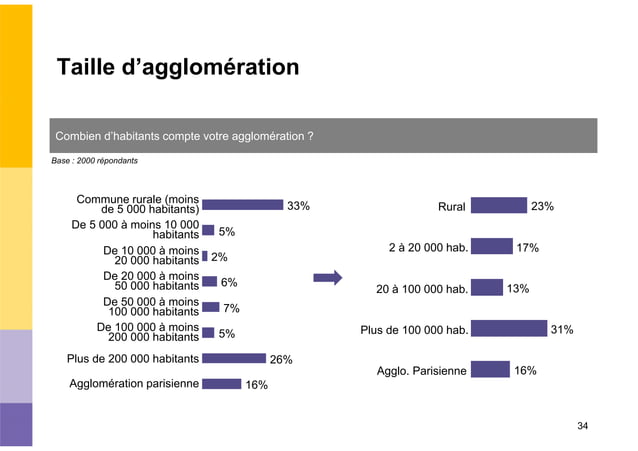 Taille d’agglomération
Combien d’habitants compte votre agglomération ?
Base : 2000 répondants
Commune rurale (moins
de 5 000 habitants)
33%
De 5 000 à moins 10 000
habitants
5%
De 10 000 à moins
20 000 habitants
2%
De 20 000 à moins
50 000 habitants
6%
De 50 000 à moins
100 000 habitants
7%
De 100 000 à moins
200 000 habitants
5%
Plus de 200 000 habitants
26%
Agglomération parisienne
16%
Rural
23%
2 à 20 000 hab.
17%
20 à 100 000 hab.
13%
Plus de 100 000 hab.
31%
Agglo. Parisienne
16%
34